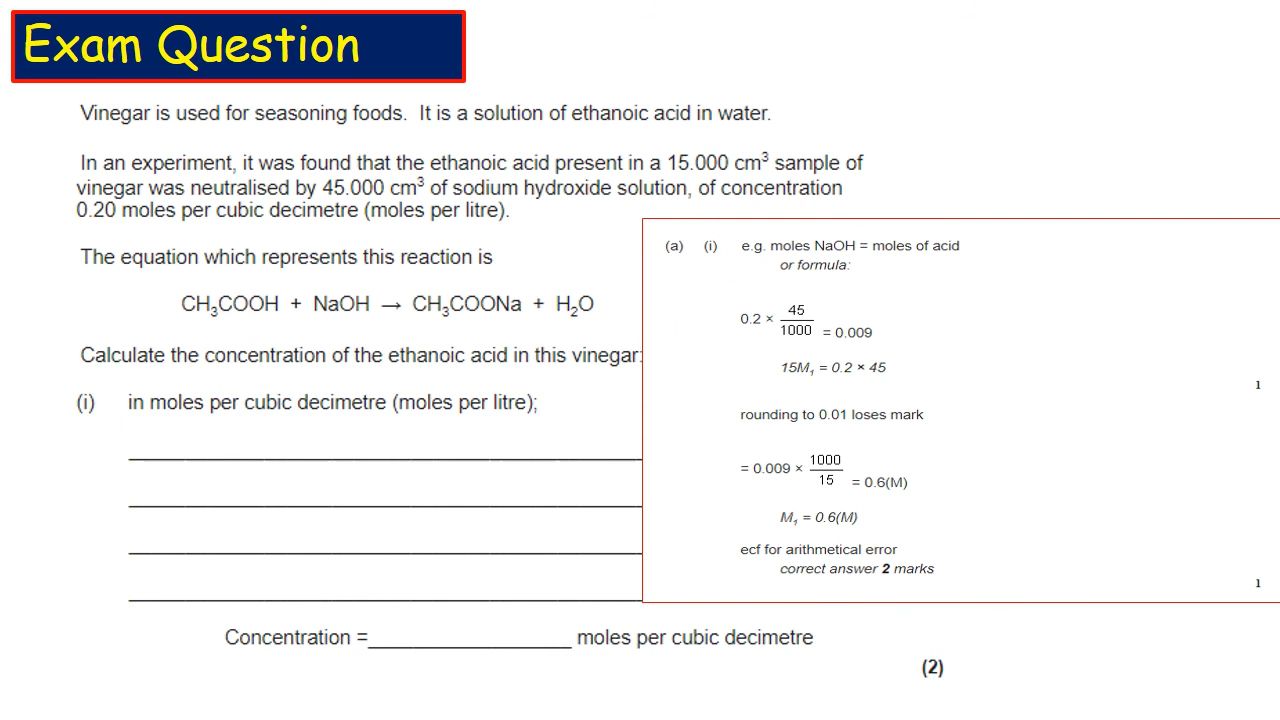 Exam Question
Vinegar is used for seasoning foods. It is a solution of ethanoic acid in water.
In an experiment, it was found that the ethanoic acid present in a 15.000 cm³ sample of
vinegar was neutralised by 45.000 cm³ of sodium hydroxide solution, of concentration
0.20 moles per cubic decimetre (moles per litre).
The equation which represents this reaction is
CH₃COOH + NaOH → CH₃COONa + H₂O
Calculate the concentration of the ethanoic acid in this vinegar:
(i) in moles per cubic decimetre (moles per litre);
Concentration =__________________ moles per cubic decimetre
(2)
(a) (i) e.g. moles NaOH = moles of acid
or formula:
0.2 × 45/1000 = 0.009
15M₁ = 0.2 × 45
1
rounding to 0.01 loses mark
= 0.009 × 1000/15 = 0.6(M)
M₁ = 0.6(M)
ecf for arithmetical error
correct answer 2 marks
1